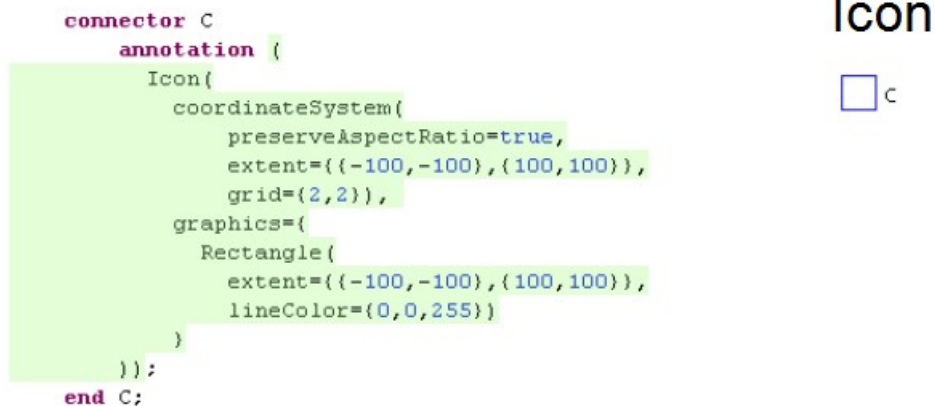 connector C
annotation (
Icon(
coordinateSystem(
preserveAspectRatio=true,
extent={{-100,-100},{100,100}},
grid={2,2}),
graphics={
Rectangle(
extent={{-100,-100},{100,100}},
lineColor={0,0,255})
}
));
end C;
Icon
C